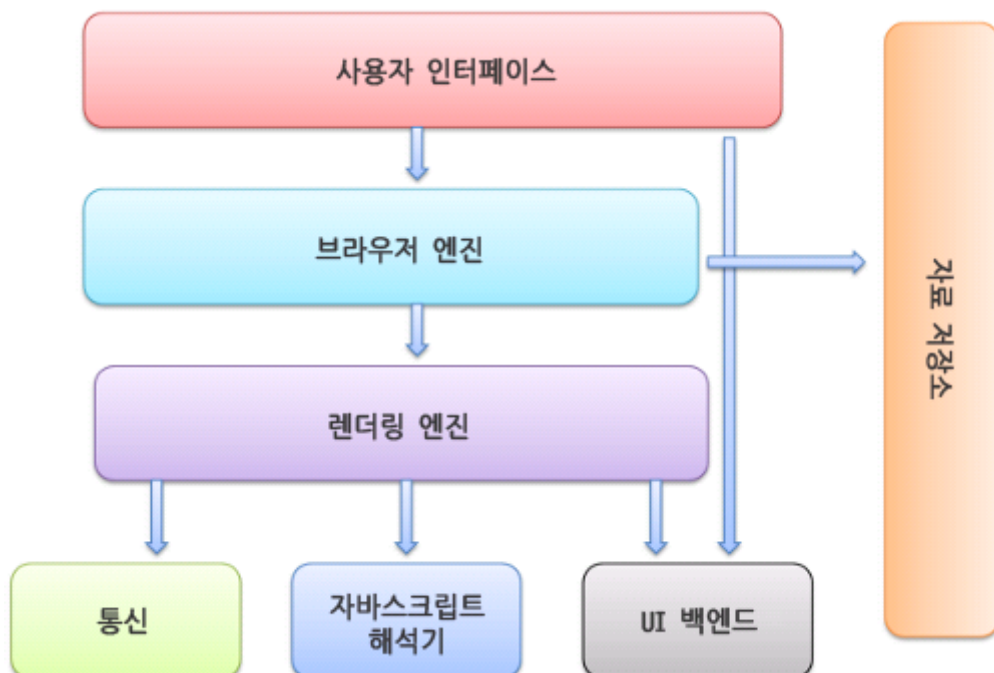 사용자 인터페이스
브라우저 엔진
자료 저장소
렌더링 엔진
통신
자바스크립트
해석기
UI 백엔드